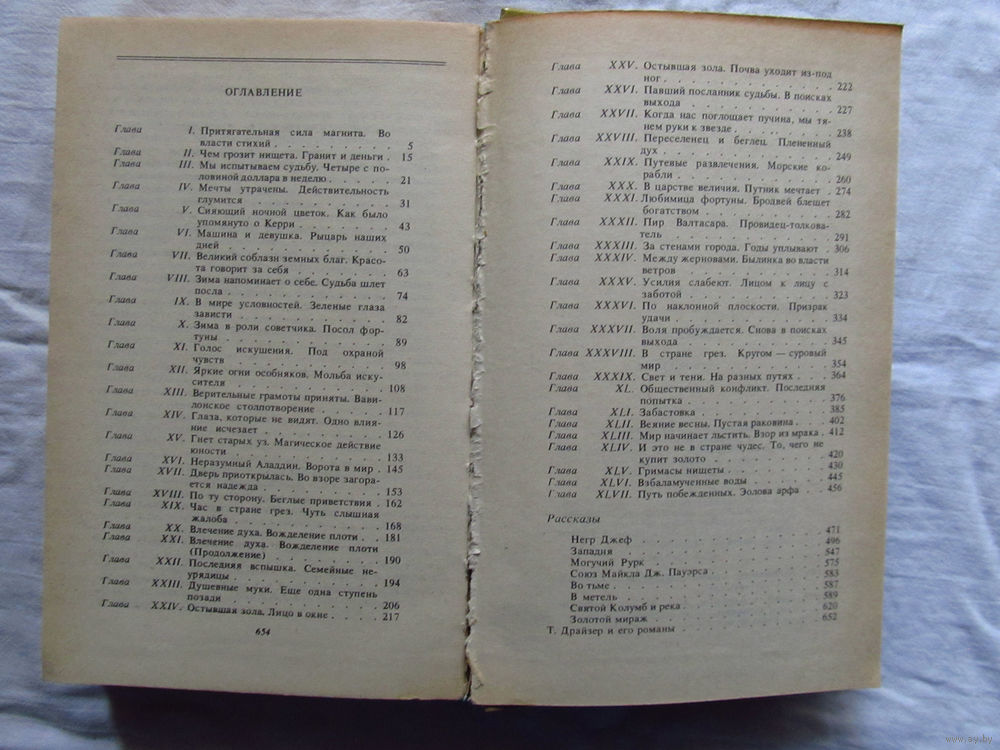 ОГЛАВЛЕНИЕ
Глава I. Притягательная сила магнита. Во
власти стихий . . . . . . . . . . 5
Глава II. Чем грозит нищета. Гранит и деньги . 15
Глава III. Мы испытываем судьбу. Четыре с по-
ловиной доллара в неделю . . . . . . 21
Глава IV. Мечты утрачены. Действительность
глумится . . . . . . . . . . 31
Глава V. Сияющий ночной цветок. Как было
упомянуто о Керри . . . . . . . 43
Глава VI. Машина и девушка. Рыцарь наших
дней . . . . . . . . . . . 50
Глава VII. Великий соблазн земных благ. Красо-
та говорит за себя . . . . . . . 63
Глава VIII. Зима напоминает о себе. Судьба шлет
посла . . . . . . . . . . . 74
Глава IX. В мире условностей. Зеленые глаза
зависти . . . . . . . . . . 82
Глава X. Зима в роли советчика. Посол фор-
туны . . . . . . . . . . . 89
Глава XI. Голос искушения. Под охраной
чувств . . . . . . . . . . 98
Глава XII. Яркие огни особняков. Мольба иску-
сителя . . . . . . . . . . 108
Глава XIII. Верительные грамоты приняты. Вави-
лонское столпотворение . . . . . . 117
Глава XIV. Глаза, которые не видят. Одно влия-
ние исчезает . . . . . . . . . 126
Глава XV. Гнет старых уз. Магическое действие
юности . . . . . . . . . . 133
Глава XVI. Неразумный Аладдин. Ворота в мир . 145
Глава XVII. Дверь приоткрылась. Во взоре загора-
ется надежда . . . . . . . . . 153
Глава XVIII. По ту сторону. Беглые приветствия . 162
Глава XIX. Час в стране грез. Чуть слышная
жалоба . . . . . . . . . . 168
Глава XX. Влечение духа. Вожделение плоти . . 181
Глава XXI. Влечение духа. Вожделение плоти
(Продолжение) . . . . . . . . 190
Глава XXII. Последняя вспышка. Семейные не-
урядицы . . . . . . . . . . 194
Глава XXIII. Душевные муки. Еще одна ступень
позади . . . . . . . . . . 206
Глава XXIV. Остывшая зола. Лицо в окне . . . . 217
654
Глава XXV. Остывшая зола. Почва уходит из-под
ног . . . . . . . . . . . 222
Глава XXVI. Павший посланник судьбы. В поисках
выхода . . . . . . . . . . 227
Глава XXVII. Когда нас поглощает пучина, мы тя-
нем руки к звезде . . . . . . . 238
Глава XXVIII. Переселенец и беглец. Плененный
дух . . . . . . . . . . . 249
Глава XXIX. Путевые развлечения. Морские ко-
рабли . . . . . . . . . . 260
Глава XXX. В царстве величия. Путник мечтает . 274
Глава XXXI. Любимица фортуны. Бродвей блещет
богатством . . . . . . . . . 282
Глава XXXII. Пир Валтасара. Провидец-толкова-
тель . . . . . . . . . . . 291
Глава XXXIII. За стенами города. Годы уплывают . 306
Глава XXXIV. Между жерновами. Былинка во власти
ветров . . . . . . . . . . 314
Глава XXXV. Усилия слабеют. Лицом к лицу с
заботой . . . . . . . . . . 323
Глава XXXVI. По наклонной плоскости. Призрак
удачи . . . . . . . . . . 334
Глава XXXVII. Воля пробуждается. Снова в поисках
выхода . . . . . . . . . . 345
Глава XXXVIII. В стране грез. Кругом — суровый
мир . . . . . . . . . . . 354
Глава XXXIX. Свет и тени. На разных путях . . . 364
Глава XL. Общественный конфликт. Последняя
попытка . . . . . . . . . . 376
Глава XLI. Забастовка . . . . . . . . 385
Глава XLII. Веяние весны. Пустая раковина . . . 402
Глава XLIII. Мир начинает льстить. Взор из мрака . 412
Глава XLIV. И это не в стране чудес. То, чего не
купит золото . . . . . . . . . 420
Глава XLV. Гримасы нищеты . . . . . . . 430
Глава XLVI. Взбаламученные воды . . . . . . 445
Глава XLVII. Путь побежденных. Эолова арфа . . . 456
Рассказы
Негр Джеф . . . . . . . . . . 471
Западня . . . . . . . . . . 496
Могучий Рурк . . . . . . . . . 547
Союз Майкла Дж. Пауэрса . . . . . . 575
Во тьме . . . . . . . . . . 583
В метель . . . . . . . . . . 587
Святой Колумб и река . . . . . . . 589
Золотой мираж . . . . . . . . . 620
Т. Драйзер и его романы . . . . . . . 652
www.ay.by